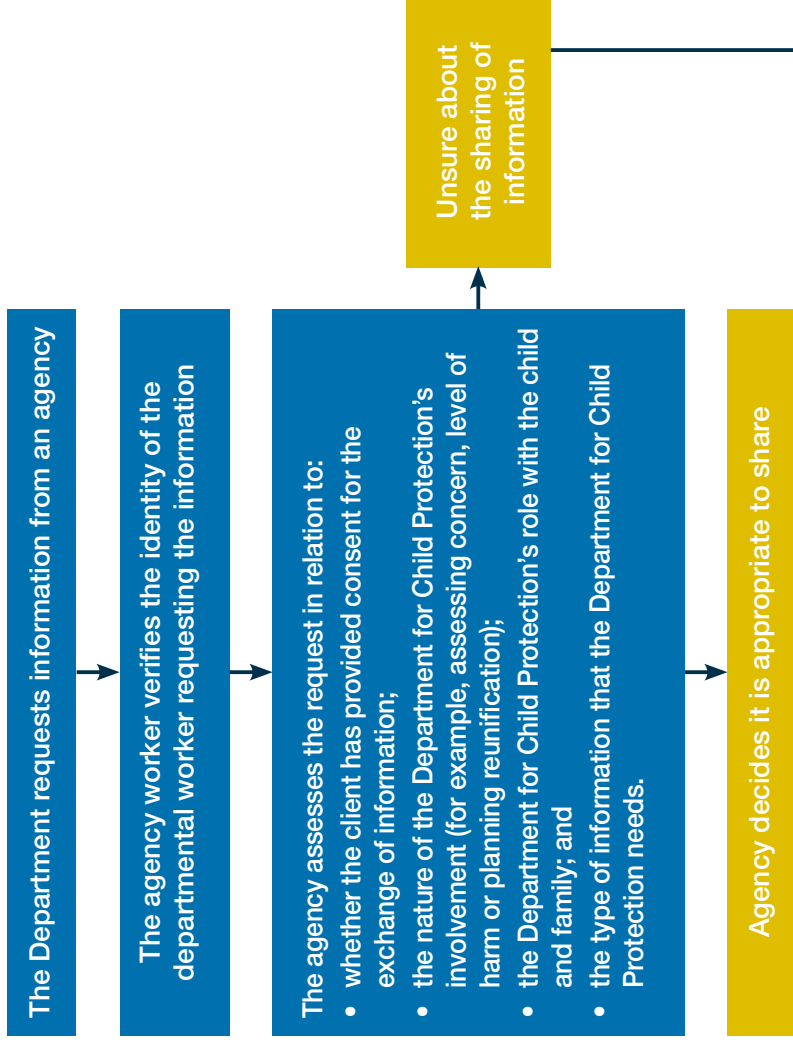 The Department requests information from an agency
The agency worker verifies the identity of the
departmental worker requesting the information
The agency assesses the request in relation to:
• whether the client has provided consent for the
exchange of information;
• the nature of the Department for Child Protection’s
involvement (for example, assessing concern, level of
harm or planning reunification);
• the Department for Child Protection’s role with the child
and family; and
• the type of information that the Department for Child
Protection needs.
Unsure about
the sharing of
information
Agency decides it is appropriate to share